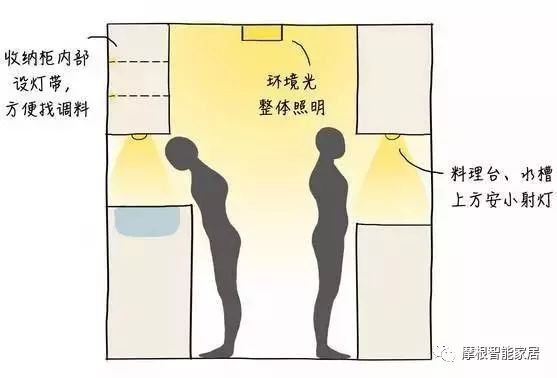 收纳柜内部
设灯带，
方便找调料
环境光
整体照明
料理台、水槽
上方安小射灯
摩根智能家居